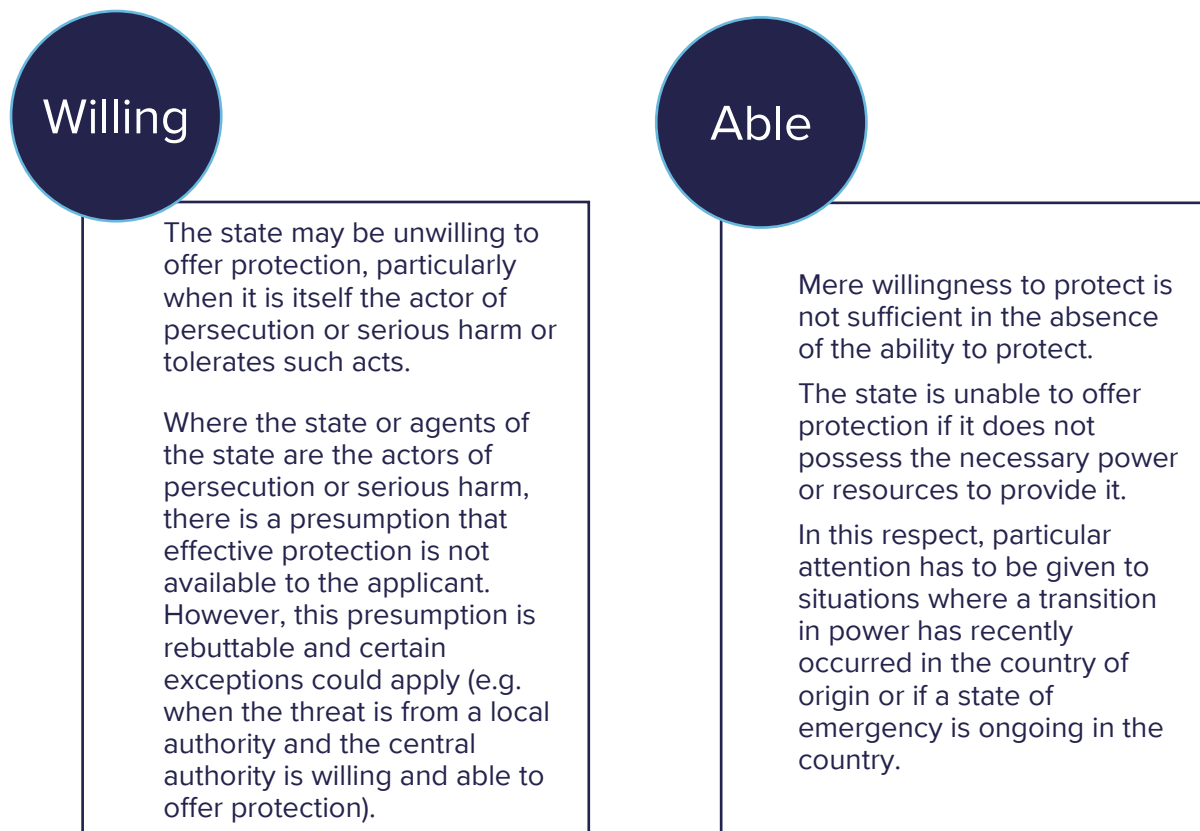 Willing
The state may be unwilling to
offer protection, particularly
when it is itself the actor of
persecution or serious harm or
tolerates such acts.
Where the state or agents of
the state are the actors of
persecution or serious harm,
there is a presumption that
effective protection is not
available to the applicant.
However, this presumption is
rebuttable and certain
exceptions could apply (e.g.
when the threat is from a local
authority and the central
authority is willing and able to
offer protection).
Able
Mere willingness to protect is
not sufficient in the absence
of the ability to protect.
The state is unable to offer
protection if it does not
possess the necessary power
or resources to provide it.
In this respect, particular
attention has to be given to
situations where a transition
in power has recently
occurred in the country of
origin or if a state of
emergency is ongoing in the
country.